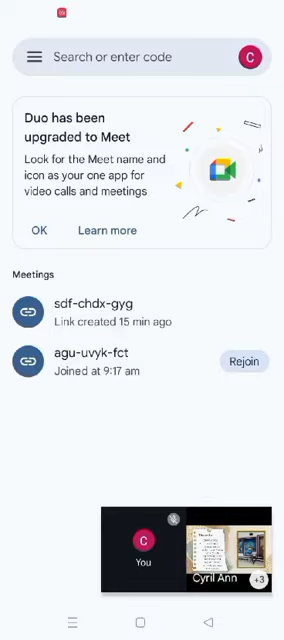 Search or enter code
C
Duo has been
upgraded to Meet
Look for the Meet name and
icon as your one app for
video calls and meetings
OK
Learn more
Meetings
sdf-chdx-gyg
Link created 15 min ago
agu-uvyk-fct
Joined at 9:17 am
Rejoin
C
You
Cyril Ann
+3